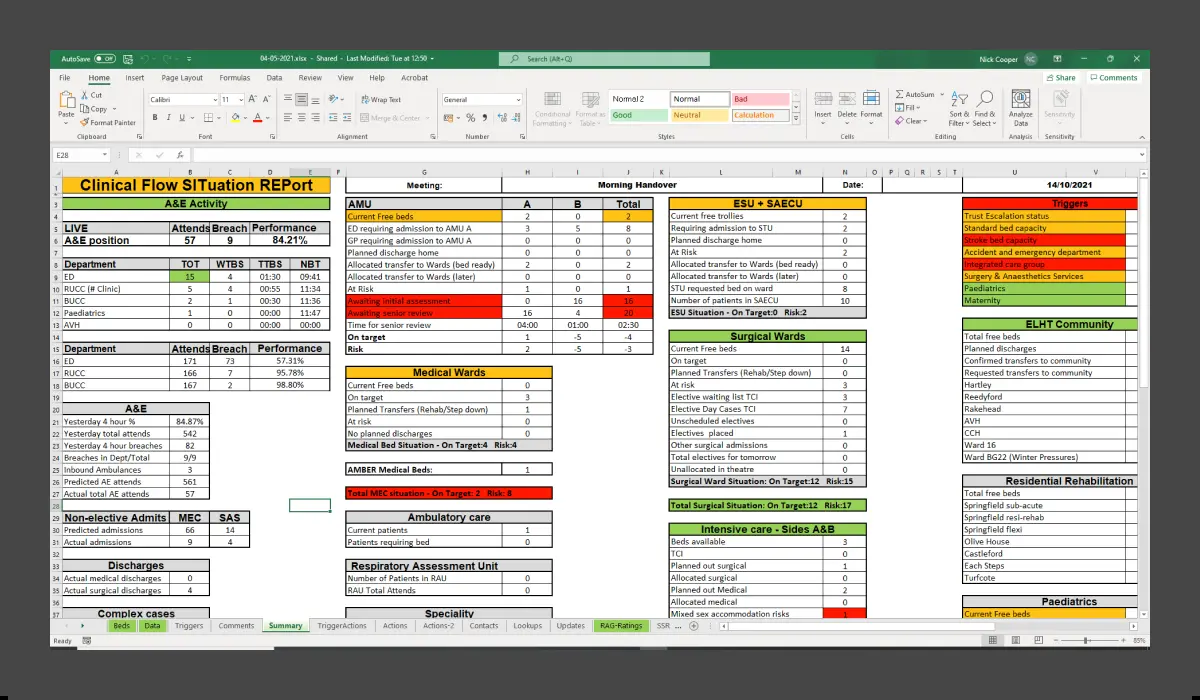 AutoSave Off
04-05-2021.xlsx - Shared - Last Modified: Tue at 12:50
Search (Alt+Q)
Nick Cooper NC
File Home Insert Page Layout Formulas Data Review View Help Acrobat Share Comments
Paste Cut Copy Format Painter
Calibri 11 Wrap Text Merge & Center General
Conditional Formatting Format as Table
Normal 2 Normal Bad
Good Neutral Calculation
Insert Delete Format
AutoSum Fill Clear
Sort & Filter Find & Select Analyze Data Sensitivity
Clipboard Font Alignment Number Styles Cells Editing Analysis Sensitivity
E28 fx
A B C D E F G H I J K L M N O P Q R S T U V
Clinical Flow SITuation REPort
Meeting: Morning Handover Date: 14/10/2021
A&E Activity
LIVE Attends Breach Performance
A&E position 57 9 84.21%
Department TOT WTBS TTBS NBT
ED 15 4 01:30 09:41
RUCC (# Clinic) 5 4 00:55 11:34
BUCC 2 1 00:30 11:36
Paediatrics 1 0 00:00 11:47
AVH 0 0 00:00 00:00
Department Attends Breach Performance
ED 171 73 57.31%
RUCC 166 7 95.78%
BUCC 167 2 98.80%
A&E
Yesterday 4 hour % 84.87%
Yesterday total attends 542
Yesterday 4 hour breaches 82
Breaches in Dept/Total 9/9
Inbound Ambulances 3
Predicted AE attends 561
Actual total AE attends 57
Non-elective Admits MEC SAS
Predicted admissions 66 14
Actual admissions 9 4
Discharges
Actual medical discharges 0
Actual surgical discharges 4
Complex cases
AMU A B Total
Current Free beds 2 0 2
ED requiring admission to AMU A 3 5 8
GP requiring admission to AMU A 0 0 0
Planned discharge home 0 0 0
Allocated transfer to Wards (bed ready) 2 0 2
Allocated transfer to Wards (later) 0 0 0
At Risk 1 0 1
Awaiting initial assessment 0 16 16
Awaiting senior review 16 4 20
Time for senior review 04:00 01:00 02:30
On target 1 -5 -4
Risk 2 -5 -3
Medical Wards
Current Free beds 0
On target 3
Planned Transfers (Rehab/Step down) 1
At risk 0
No planned discharges 0
Medical Bed Situation - On Target:4 Risk:4
AMBER Medical Beds: 1
Total MEC situation - On Target: 2 Risk: 8
Ambulatory care
Current patients 1
Patients requiring bed 0
Respiratory Assessment Unit
Number of Patients in RAU 0
RAU Total Attends 0
Speciality
ESU + SAECU
Current free trollies 2
Requiring admission to STU 2
Planned discharge home 0
At Risk 2
Allocated transfer to Wards (bed ready) 0
Allocated transfer to Wards (later) 0
STU requested bed on ward 8
Number of patients in SAECU 10
ESU Situation - On Target:0 Risk:2
Surgical Wards
Current Free beds 14
On target 0
Planned Transfers (Rehab/Step down) 0
At risk 3
Elective waiting list TCI 3
Elective Day Cases TCI 7
Unscheduled electives 0
Electives placed 1
Other surgical admissions 0
Total electives for tomorrow 0
Unallocated in theatre 0
Surgical Ward Situation: On Target:12 Risk:15
Total Surgical Situation: On Target:12 Risk:17
Intensive care - Sides A&B
Beds available 3
TCI 0
Planned out surgical 1
Allocated surgical 0
Planned out Medical 2
Allocated medical 0
Mixed sex accommodation risks 1
Triggers
Trust Escalation status
Standard bed capacity
Stroke bed capacity
Accident and emergency department
Integrated care group
Surgery & Anaesthetics Services
Paediatrics
Maternity
ELHT Community
Total free beds
Planned discharges
Confirmed transfers to community
Requested transfers to community
Hartley
Reedyford
Rakehead
AVH
CCH
Ward 16
Ward BG22 (Winter Pressures)
Residential Rehabilitation
Total free beds
Springfield sub-acute
Springfield resi-rehab
Springfield flexi
Olive House
Castleford
Each Steps
Turfcote
Paediatrics
Current Free beds
Beds Data Triggers Comments Summary TriggerActions Actions Actions-2 Contacts Lookups Updates RAG-Ratings SSR ...
Ready 85%